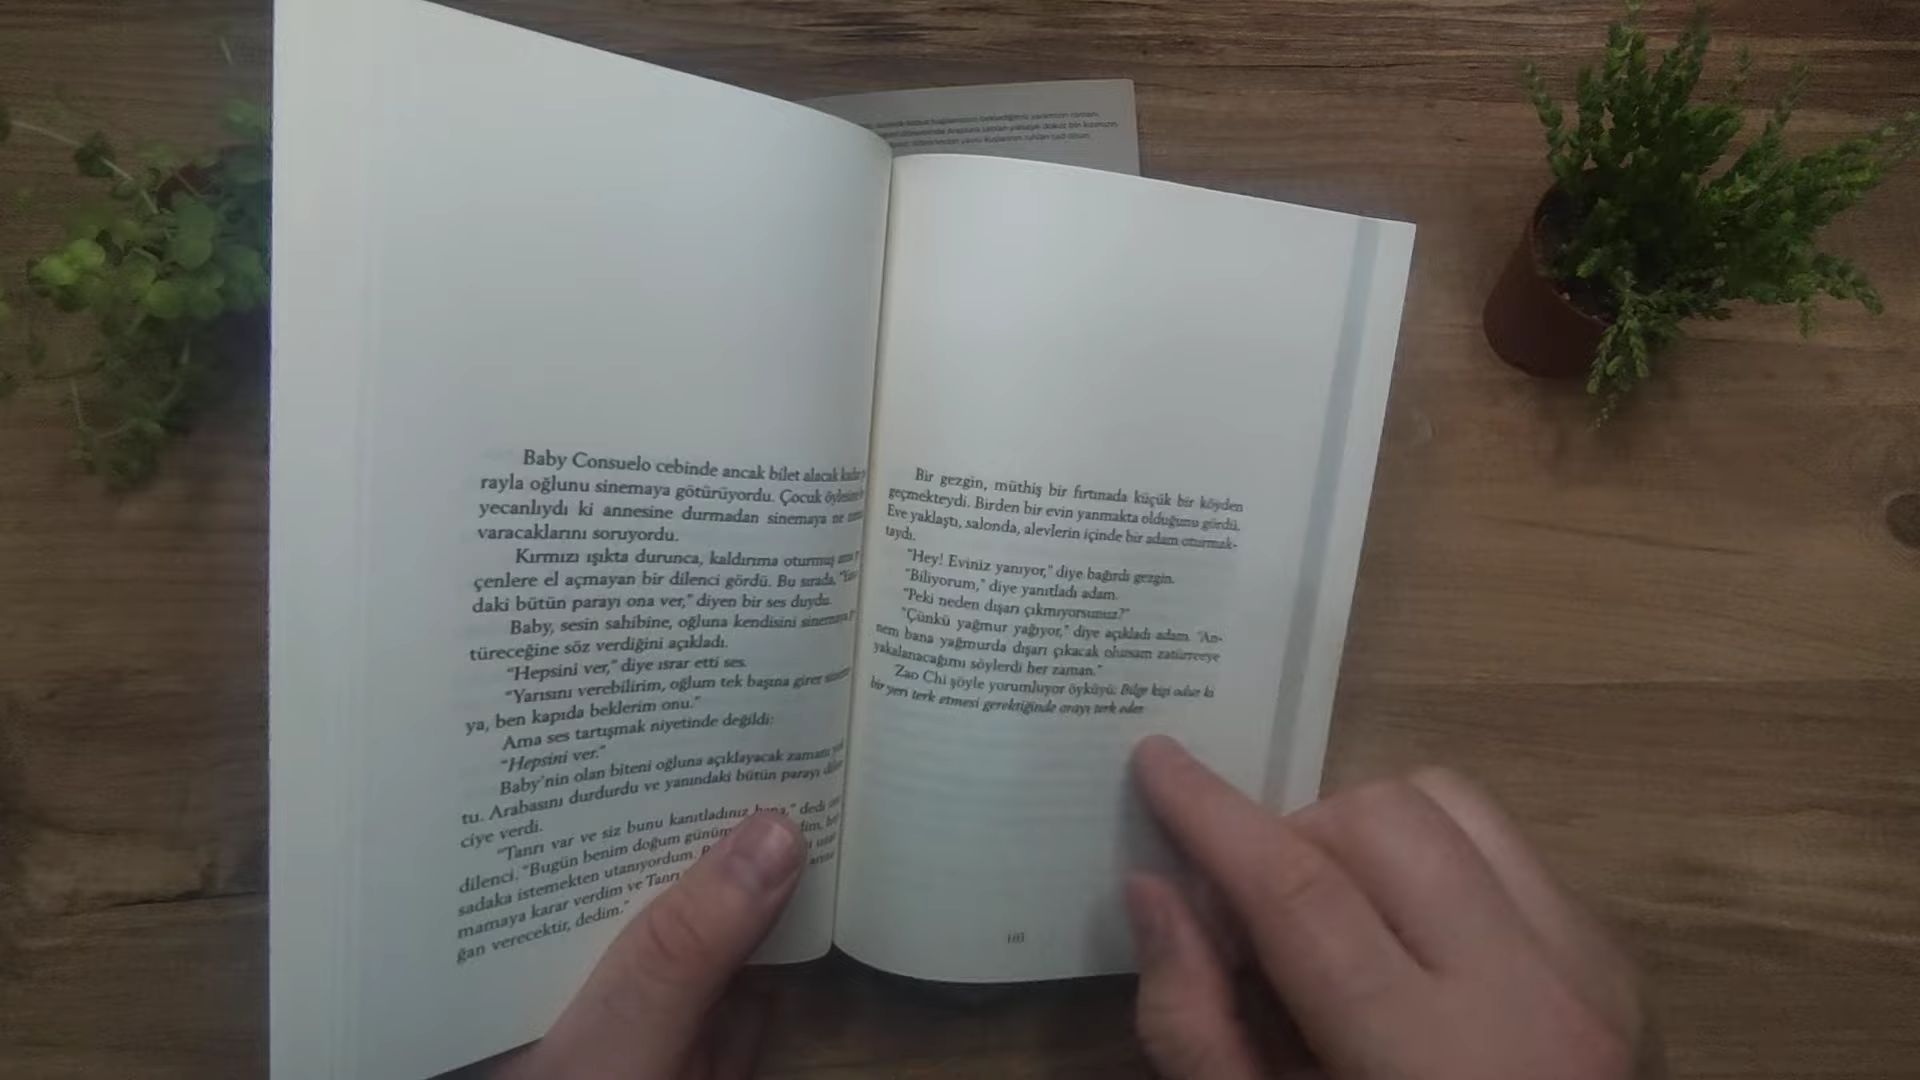 Baby Consuelo cebinde ancak bilet alacak kadar
rayla oğlunu sinemaya götürüyordu. Çocuk öylesine
yecanlıydı ki annesine durmadan sinemaya ne
varacaklarını soruyordu.
Kırmızı ışıkta durunca, kaldırıma oturmuş
çenlere el açmayan bir dilenci gördü. Bu sırada,
daki bütün parayı ona ver," diyen bir ses duydu.
Baby, sesin sahibine, oğluna kendisini sinemaya
türeceğine söz verdiğini açıkladı.
"Hepsini ver," diye ısrar etti ses.
"Yarısını verebilirim, oğlum tek başına girer
ya, ben kapıda beklerim onu."
Ama ses tartışmak niyetinde değildi:
"Hepsini ver."
Baby'nin olan biteni oğluna açıklayacak zamanı
tu. Arabasını durdurdu ve yanındaki bütün parayı
ciye verdi.
"Tanrı var ve siz bunu kanıtladınız bana," dedi
dilenci. "Bugün benim doğum
sadaka istemekten utanıyordum.
mamaya karar verdim ve Tanrı
ğan verecektir, dedim."
Bir gezgin, müthiş bir fırtınada küçük bir köyden
geçmekteydi. Birden bir evin yanmakta olduğunu gördü.
Eve yaklaştı, salonda, alevlerin içinde bir adam oturmak-
taydı.
"Hey! Eviniz yanıyor," diye bağırdı gezgin.
"Biliyorum," diye yanıtladı adam.
"Peki neden dışarı çıkmıyorsunuz?"
"Çünkü yağmur yağıyor," diye açıkladı adam. "An-
nem bana yağmurda dışarı çıkacak olursam zatürreeye
yakalanacağımı söylerdi her zaman."
Zao Chi şöyle yorumluyor öyküyü: Bilge kişi odur ki
bir yeri terk etmesi gerektiğinde orayı terk eder.